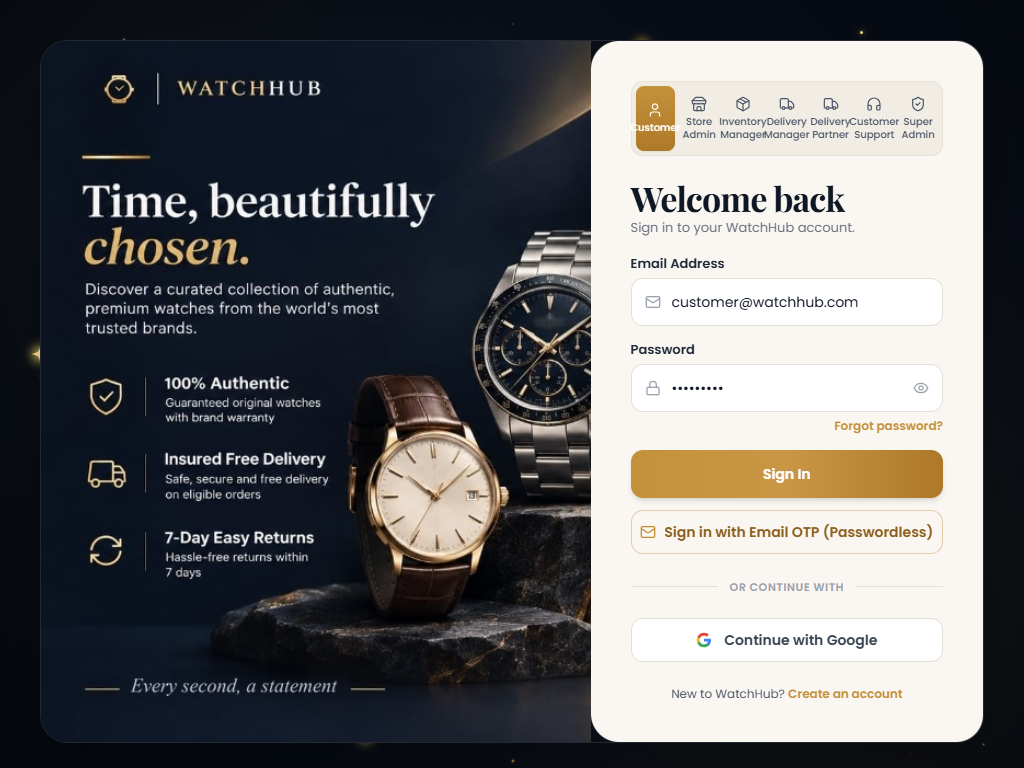 WATCHHUB
Time, beautifully
chosen.
Discover a curated collection of authentic,
premium watches from the world's most
trusted brands.
100% Authentic
Guaranteed original watches
with brand warranty
Insured Free Delivery
Safe, secure and free delivery
on eligible orders
7-Day Easy Returns
Hassle-free returns within
7 days
Every second, a statement
Customer
Store
Admin
Inventory
Manager
Delivery
Manager
Delivery
Partner
Customer
Support
Super
Admin
Welcome back
Sign in to your WatchHub account.
Email Address
customer@watchhub.com
Password
•••••••••
Forgot password?
Sign In
Sign in with Email OTP (Passwordless)
OR CONTINUE WITH
Continue with Google
New to WatchHub? Create an account